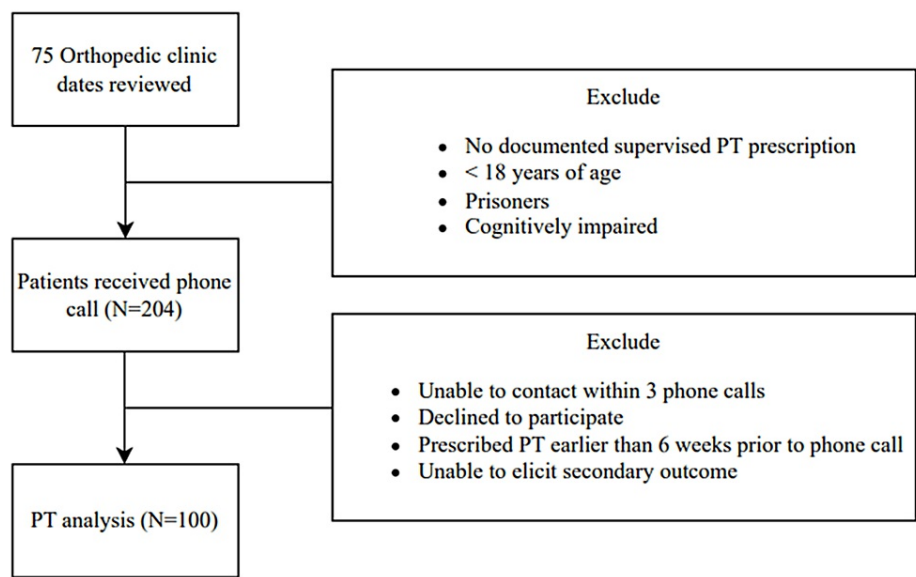 75 Orthopedic clinic
dates reviewed
Exclude
• No documented supervised PT prescription
• < 18 years of age
• Prisoners
• Cognitively impaired
Patients received phone
call (N=204)
Exclude
• Unable to contact within 3 phone calls
• Declined to participate
• Prescribed PT earlier than 6 weeks prior to phone call
• Unable to elicit secondary outcome
PT analysis (N=100)